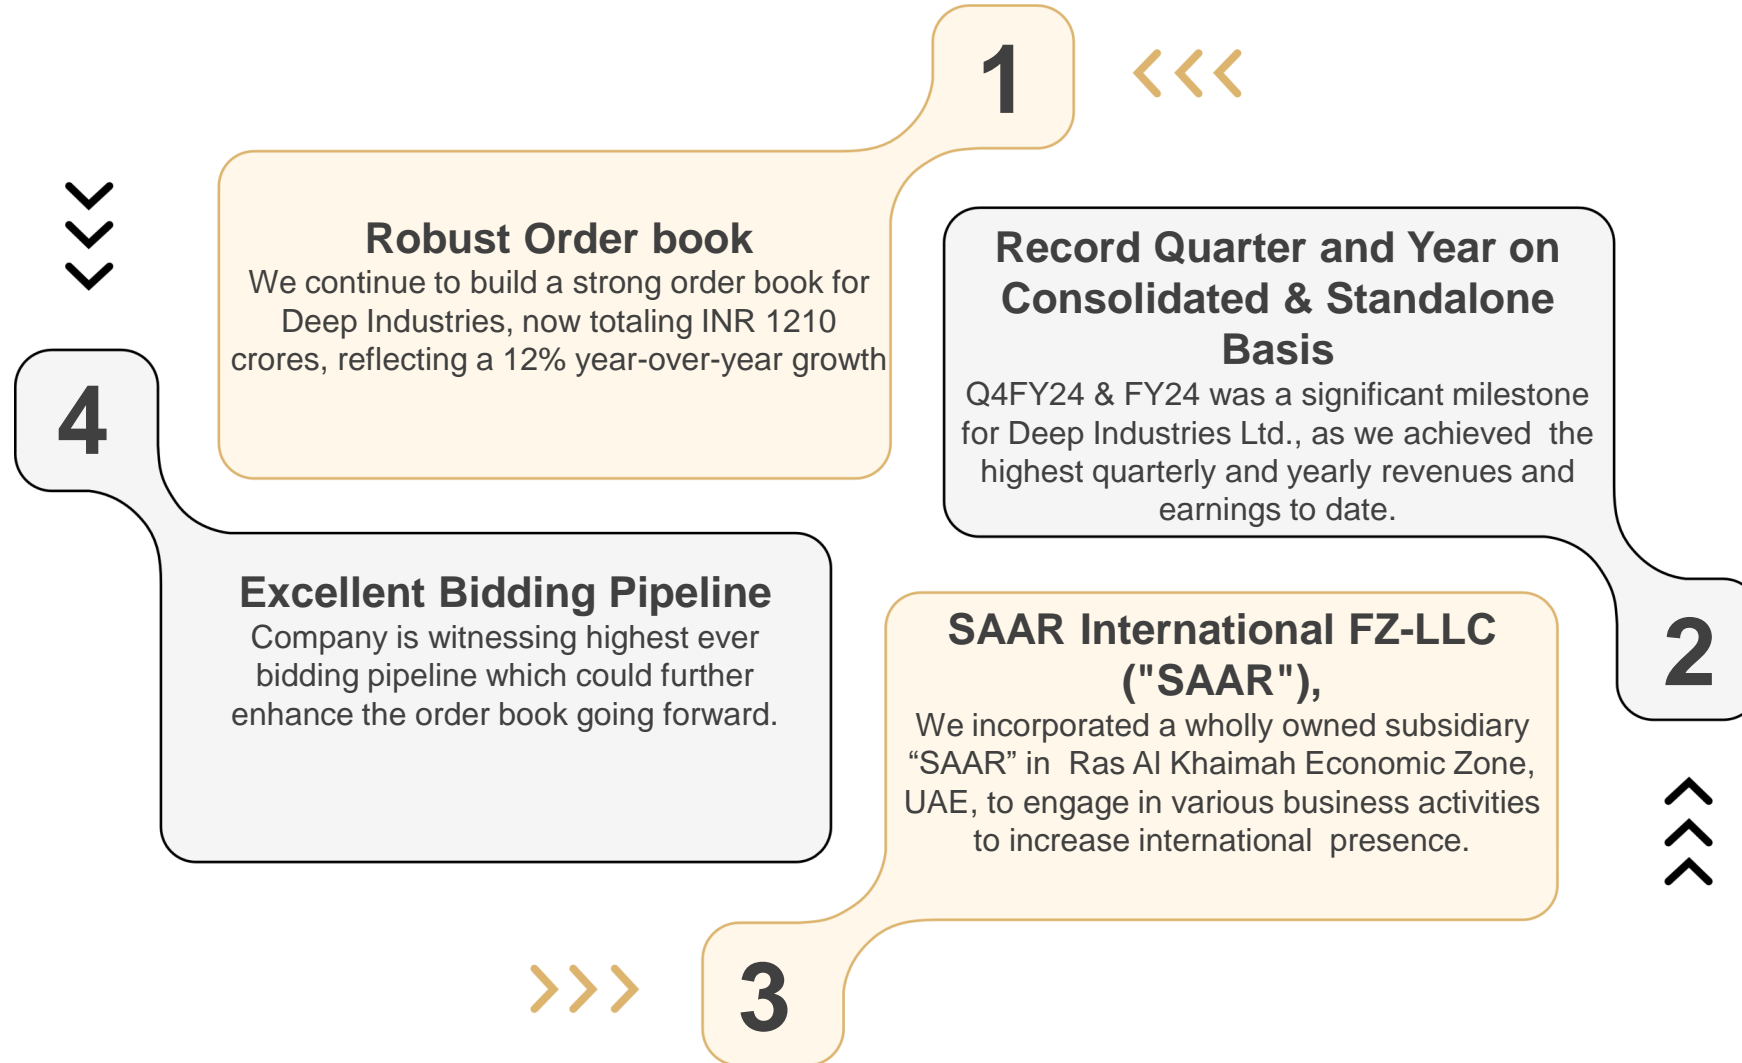 1
Robust Order book
We continue to build a strong order book for
Deep Industries, now totaling INR 1210
crores, reflecting a 12% year-over-year growth
2
Record Quarter and Year on
Consolidated & Standalone
Basis
Q4FY24 & FY24 was a significant milestone
for Deep Industries Ltd., as we achieved the
highest quarterly and yearly revenues and
earnings to date.
3
SAAR International FZ-LLC
("SAAR"),
We incorporated a wholly owned subsidiary
“SAAR” in Ras Al Khaimah Economic Zone,
UAE, to engage in various business activities
to increase international presence.
4
Excellent Bidding Pipeline
Company is witnessing highest ever
bidding pipeline which could further
enhance the order book going forward.